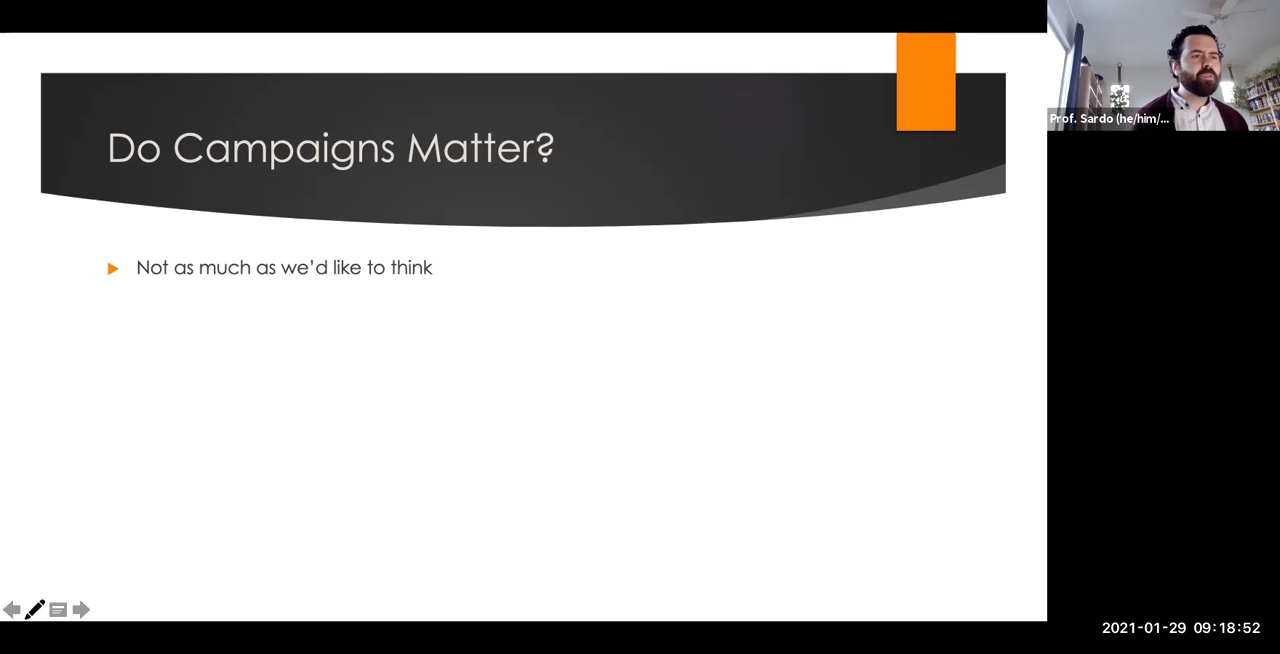 Do Campaigns Matter?
Not as much as we’d like to think
Prof. Sardo (he/him/...
2021-01-29 09:18:52